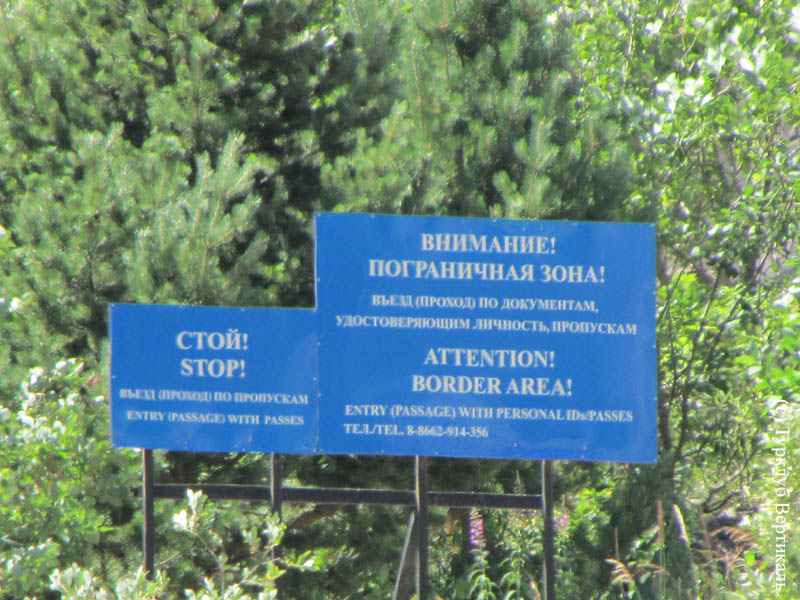 СТОЙ!
STOP!
ВЪЕЗД (ПРОХОД) ПО ПРОПУСКАМ
ENTRY (PASSAGE) WITH PASSES
ВНИМАНИЕ!
ПОГРАНИЧНАЯ ЗОНА!
ВЪЕЗД (ПРОХОД) ПО ДОКУМЕНТАМ,
УДОСТОВЕРЯЮЩИМ ЛИЧНОСТЬ, ПРОПУСКАМ
ATTENTION!
BORDER AREA!
ENTRY (PASSAGE) WITH PERSONAL IDs/PASSES
ТЕЛ./TEL. 8-8662-914-356
(C) Турклуб Вертикаль